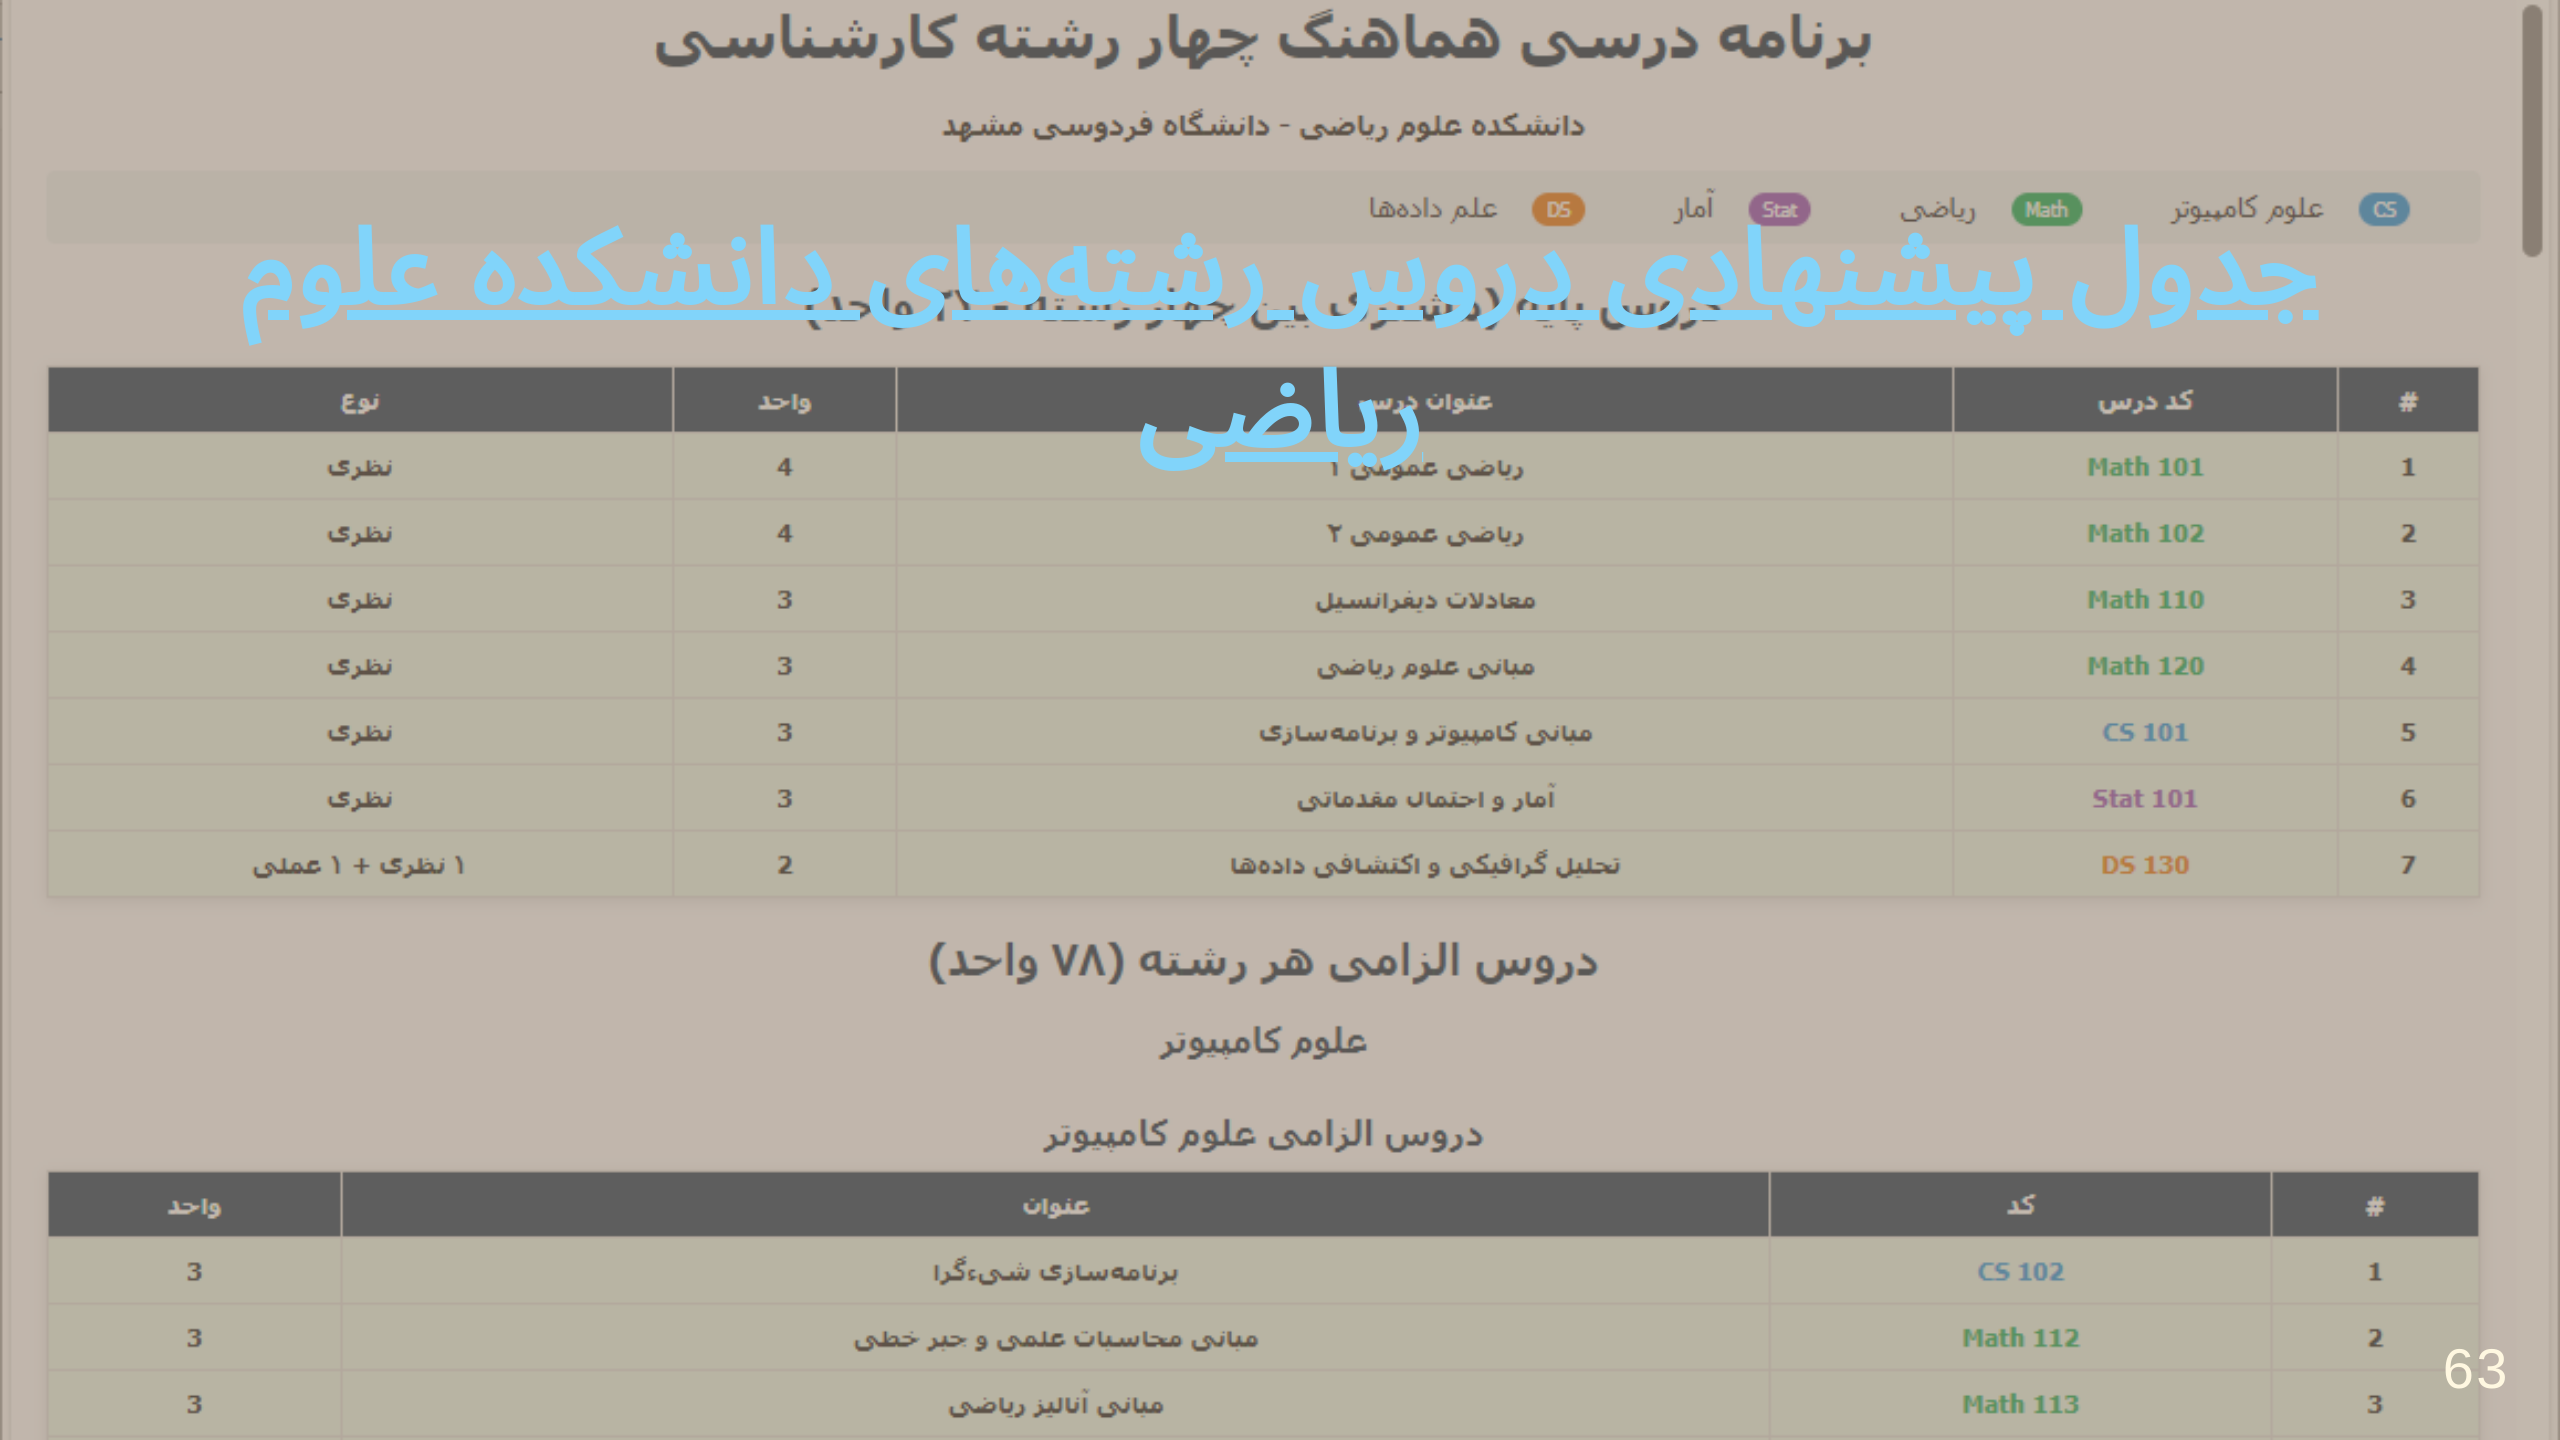 برنامه درسی هماهنگ چهار رشته کارشناسی
دانشکده علوم ریاضی - دانشگاه فردوسی مشهد
CS علوم کامپیوتر Math ریاضی Stat آمار DS علم داده‌ها
جدول پیشنهادی دروس رشته‌های دانشکده علوم
ریاضی
دروس پایه (مشترک بین چهار رشته - واحد)
# کد درس عنوان درس واحد نوع
1 Math 101 ریاضی عمومی ۱ 4 نظری
2 Math 102 ریاضی عمومی ۲ 4 نظری
3 Math 110 معادلات دیفرانسیل 3 نظری
4 Math 120 مبانی علوم ریاضی 3 نظری
5 CS 101 مبانی کامپیوتر و برنامه‌سازی 3 نظری
6 Stat 101 آمار و احتمال مقدماتی 3 نظری
7 DS 130 تحلیل گرافیکی و اکتشافی داده‌ها 2 ۱ نظری + ۱ عملی
دروس الزامی هر رشته (۷۸ واحد)
علوم کامپیوتر
دروس الزامی علوم کامپیوتر
# کد عنوان واحد
1 CS 102 برنامه‌سازی شیءگرا 3
2 Math 112 مبانی محاسبات علمی و جبر خطی 3
3 Math 113 مبانی آنالیز ریاضی 3
63